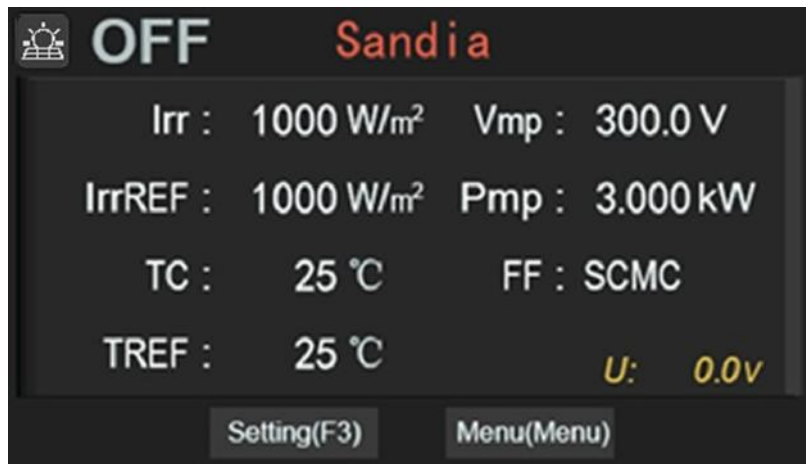 OFF Sandia
Irr : 1000 W/m² Vmp : 300.0 V
IrrREF : 1000 W/m² Pmp : 3.000 kW
TC : 25 ℃ FF : SCMC
TREF : 25 ℃ U: 0.0v
Setting(F3) Menu(Menu)